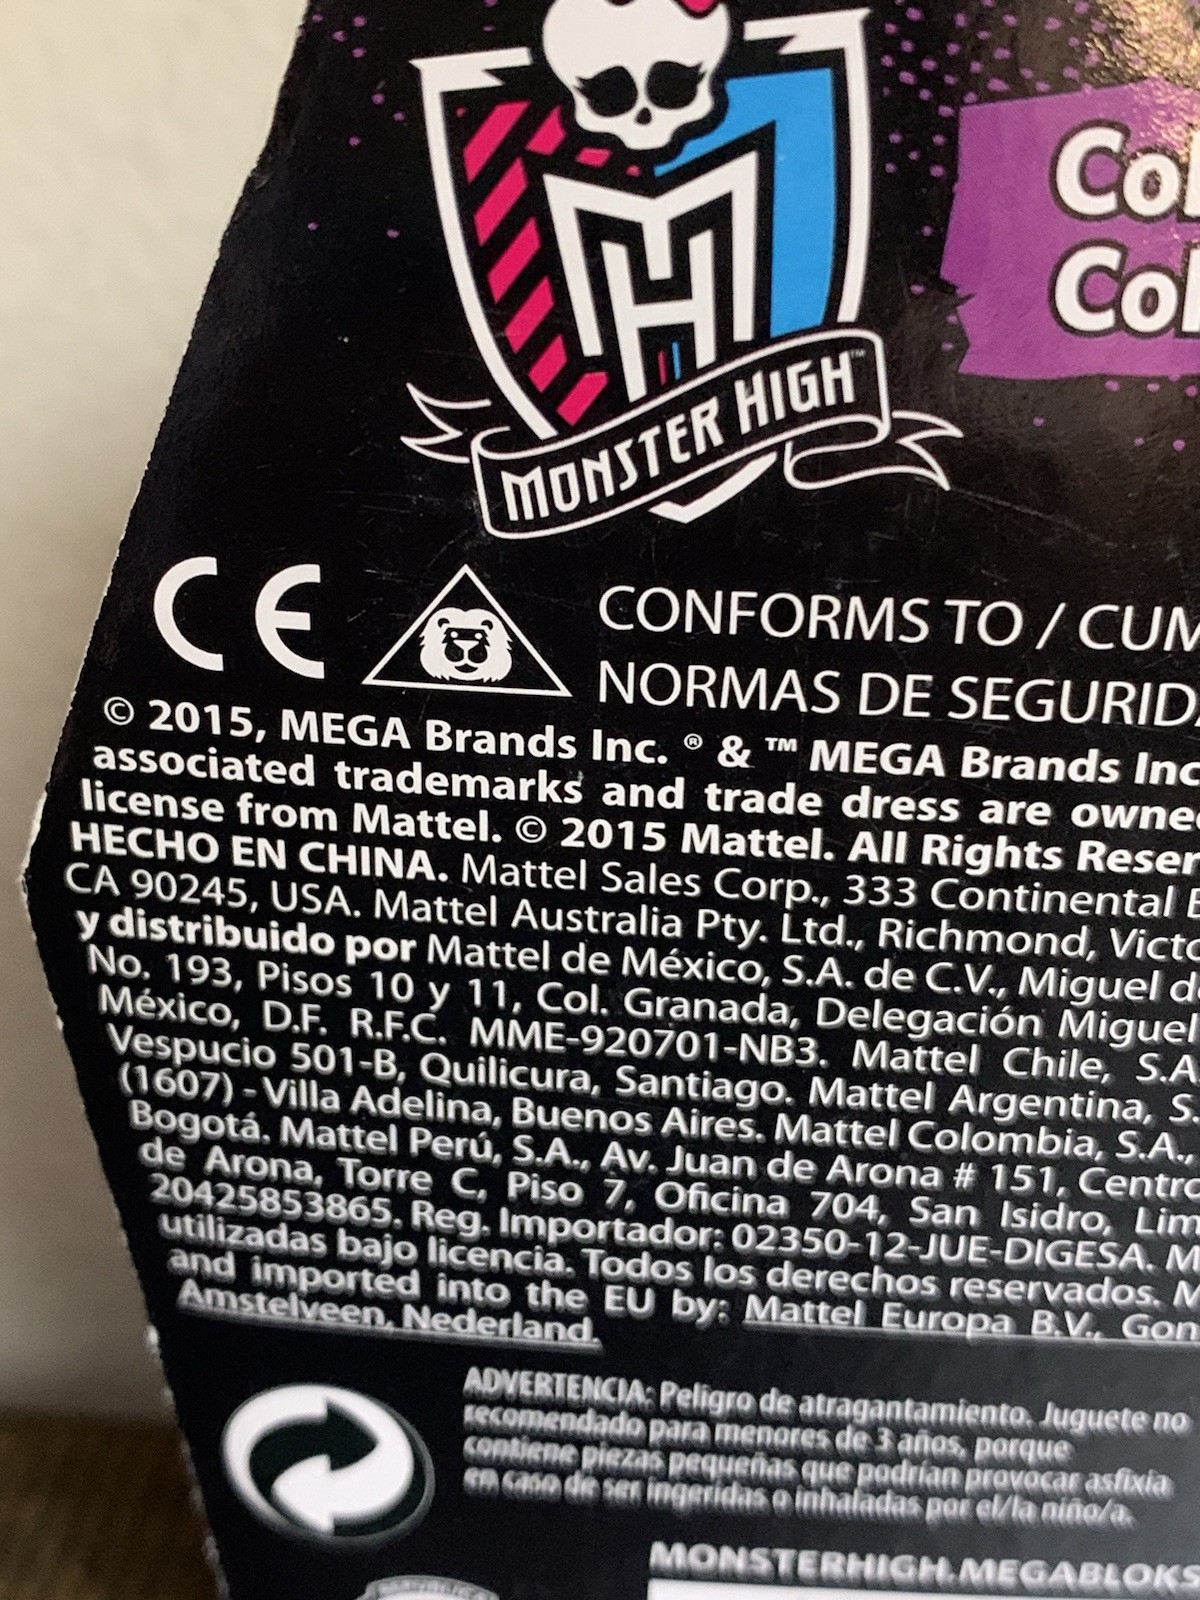 MONSTER HIGH™
Col
Col
CE
CONFORMS TO / CUM
NORMAS DE SEGURID
© 2015, MEGA Brands Inc. ® & ™ MEGA Brands Inc
associated trademarks and trade dress are owne
license from Mattel. © 2015 Mattel. All Rights Reser
HECHO EN CHINA. Mattel Sales Corp., 333 Continental B
CA 90245, USA. Mattel Australia Pty. Ltd., Richmond, Victo
y distribuido por Mattel de México, S.A. de C.V., Miguel de
No. 193, Pisos 10 y 11, Col. Granada, Delegación Miguel
México, D.F. R.F.C. MME-920701-NB3. Mattel Chile, S.A
Vespucio 501-B, Quilicura, Santiago. Mattel Argentina, S.
(1607) - Villa Adelina, Buenos Aires. Mattel Colombia, S.A.,
Bogotá. Mattel Perú, S.A., Av. Juan de Arona # 151, Centro
de Arona, Torre C, Piso 7, Oficina 704, San Isidro, Lim
20425853865. Reg. Importador: 02350-12-JUE-DIGESA. M
utilizadas bajo licencia. Todos los derechos reservados. M
and imported into the EU by: Mattel Europa B.V., Gon
Amstelveen, Nederland.
ADVERTENCIA: Peligro de atragantamiento. Juguete no
recomendado para menores de 3 años, porque
contiene piezas pequeñas que podrían provocar asfixia
en caso de ser ingeridas o inhaladas por el/la niño/a.
MONSTERHIGH.MEGABLOKS